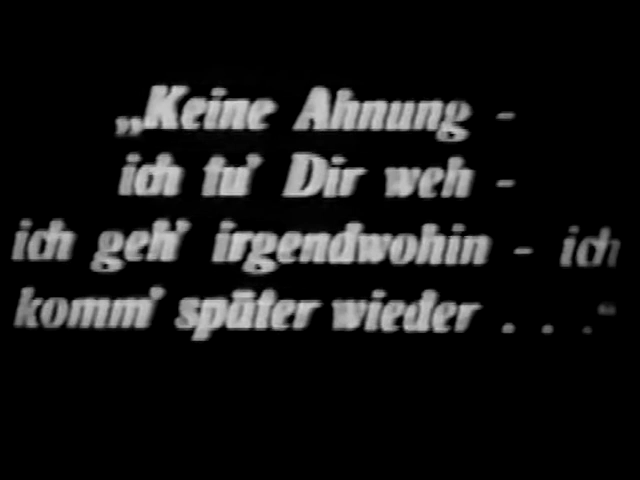 „Keine Ahnung -
ich tu' Dir weh -
ich geh' irgendwohin - ich
komm' später wieder . . .“